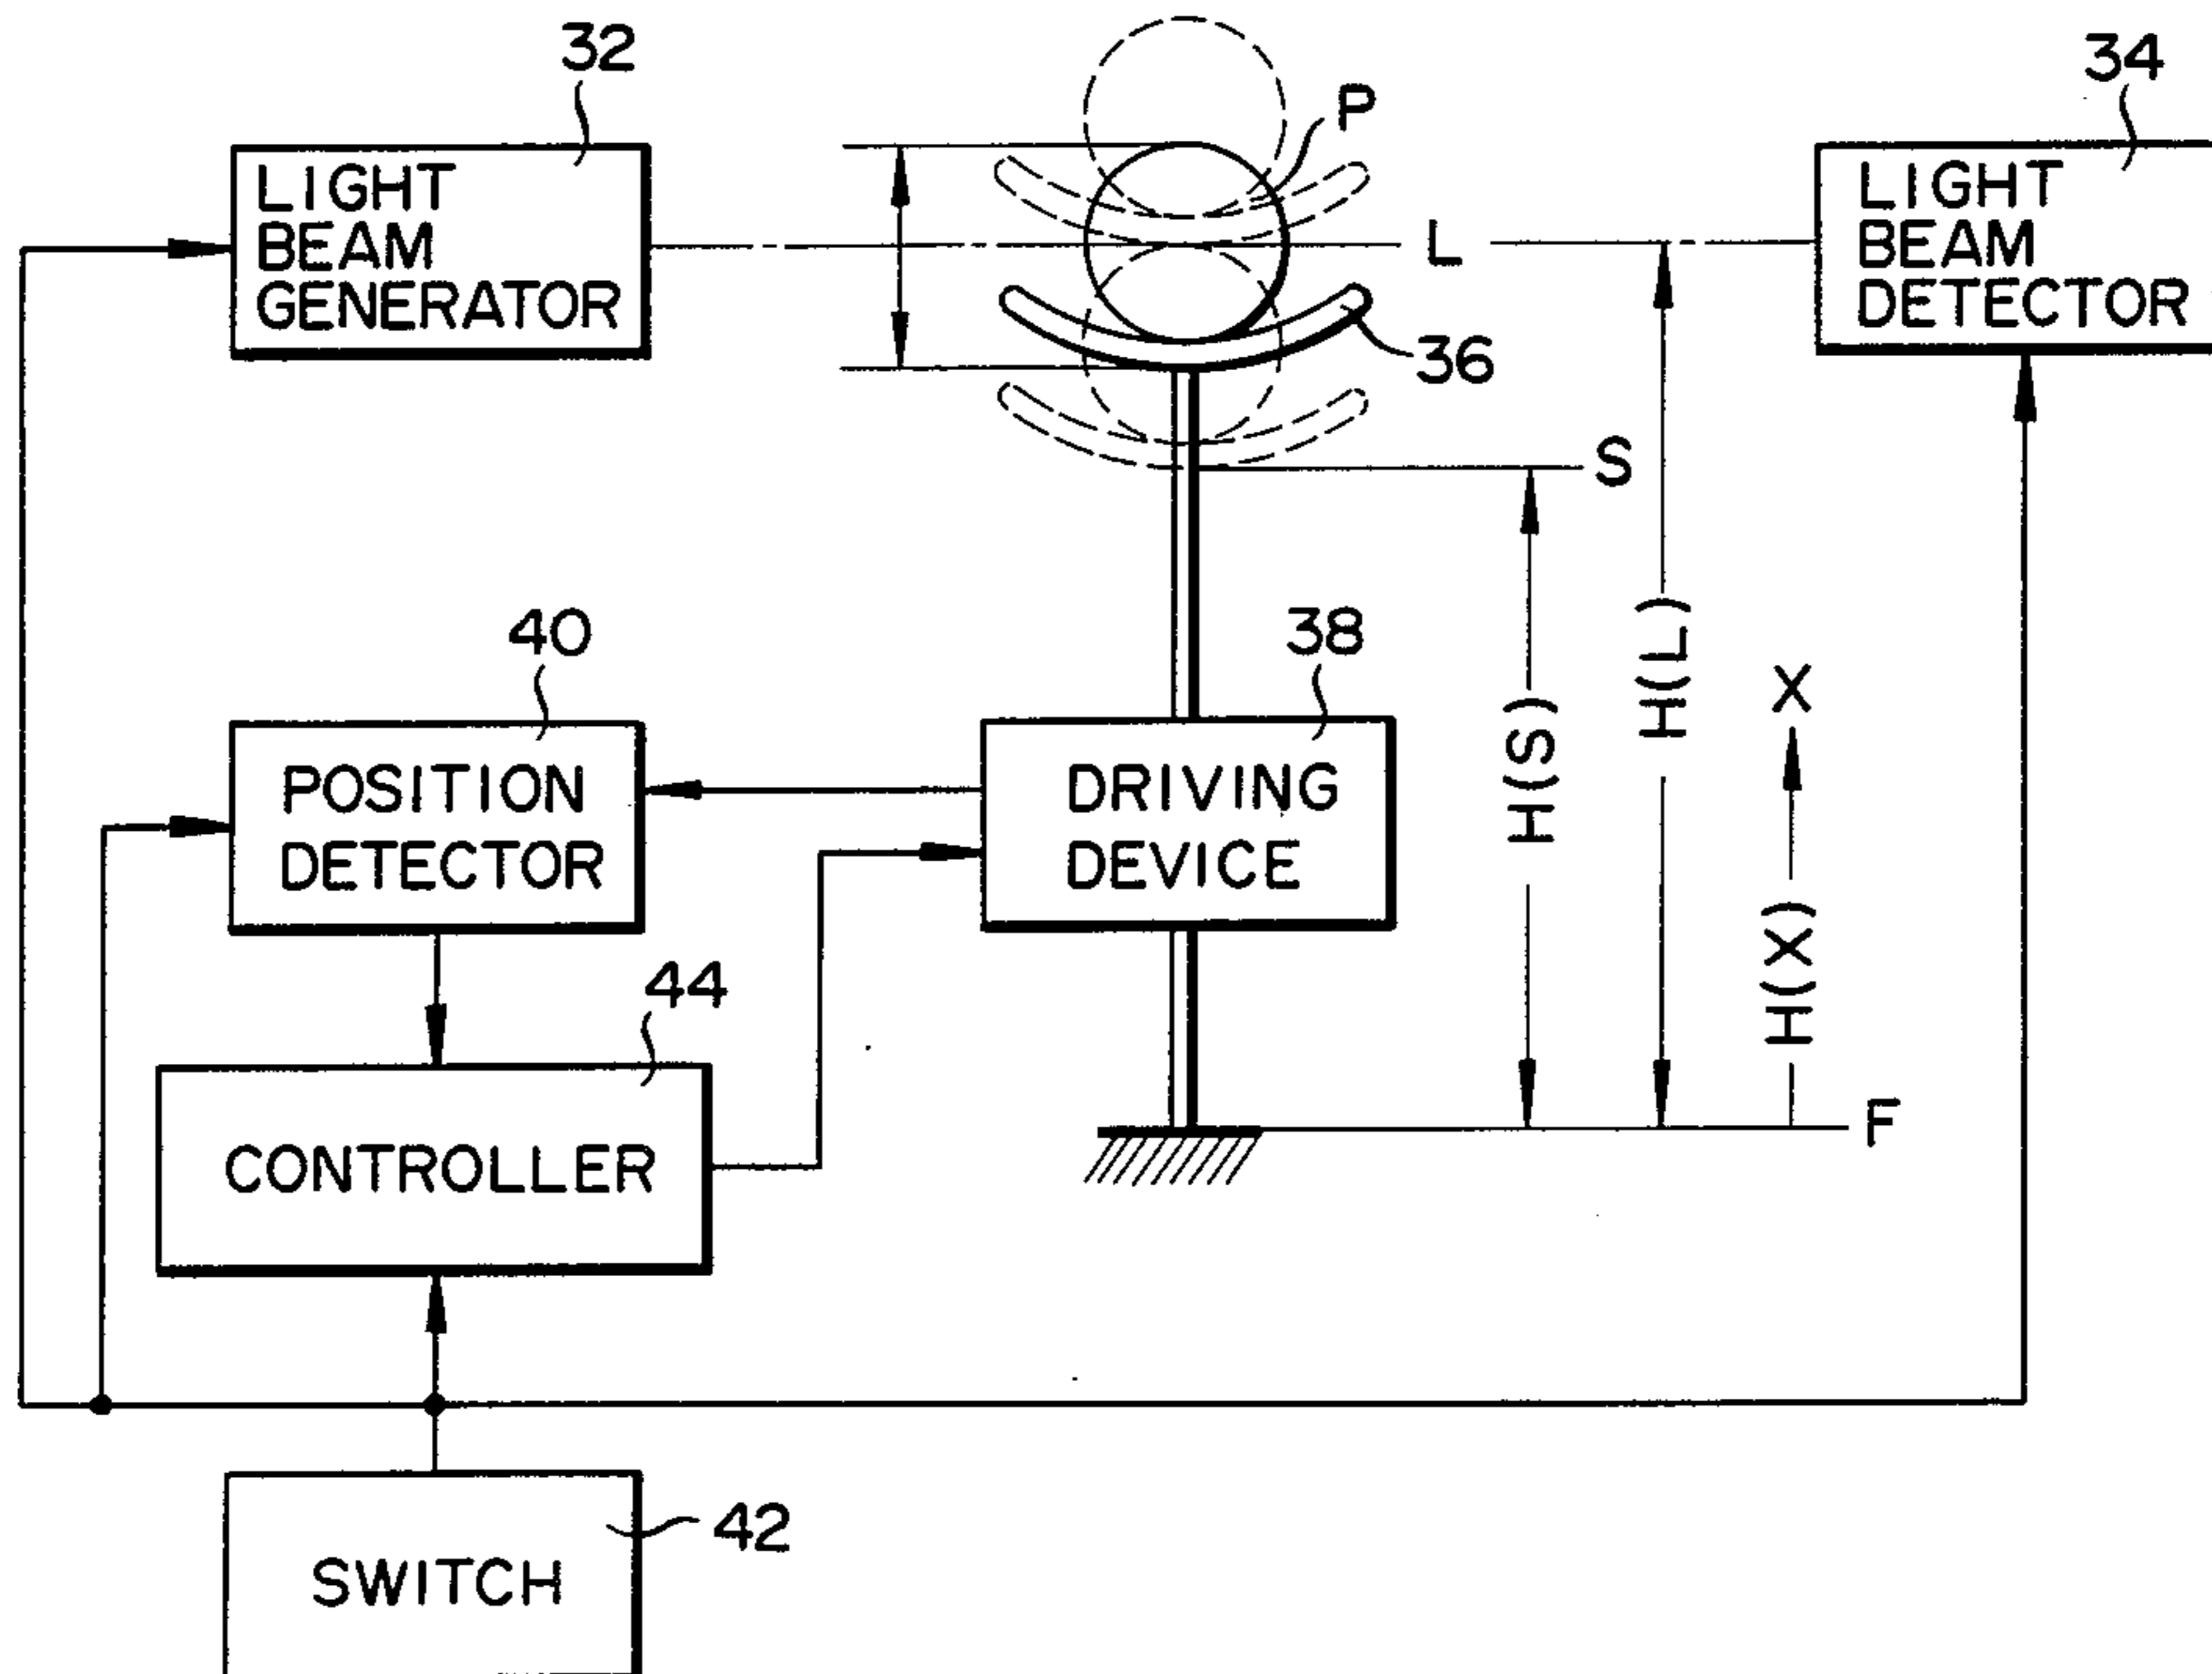 32
34
P
LIGHT
BEAM
GENERATOR
L
LIGHT
BEAM
DETECTOR
36
S
40
38
H(S)
H(L)
X
H(X)
POSITION
DETECTOR
DRIVING
DEVICE
44
CONTROLLER
F
42
SWITCH